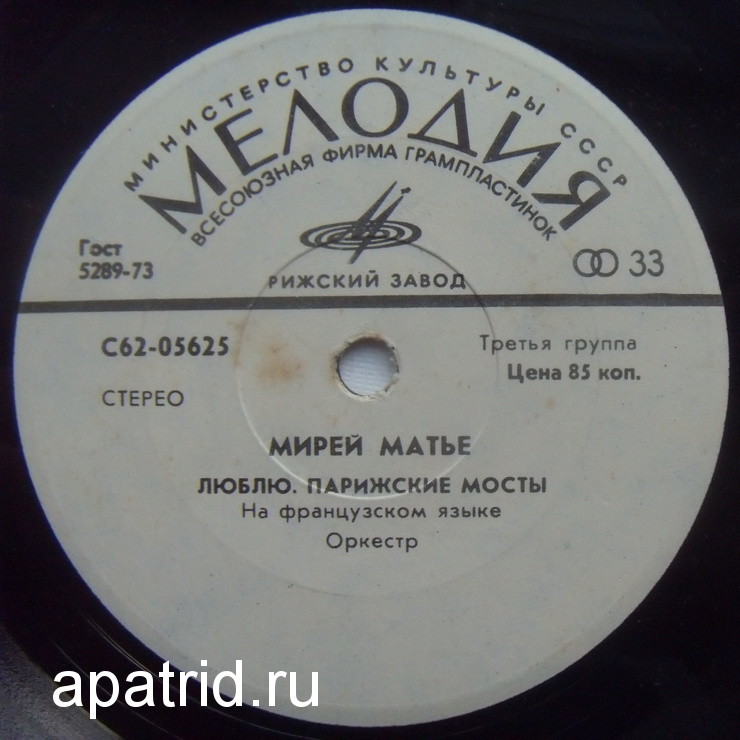 МИНИСТЕРСТВО КУЛЬТУРЫ СССР
МЕЛОДИЯ
ВСЕСОЮЗНАЯ ФИРМА ГРАМПЛАСТИНОК
Гост
5289-73
33
РИЖСКИЙ ЗАВОД
С62-05625
Третья группа
Цена 85 коп.
СТЕРЕО
МИРЕЙ МАТЬЕ
ЛЮБЛЮ. ПАРИЖСКИЕ МОСТЫ
На французском языке
Оркестр
apatrid.ru